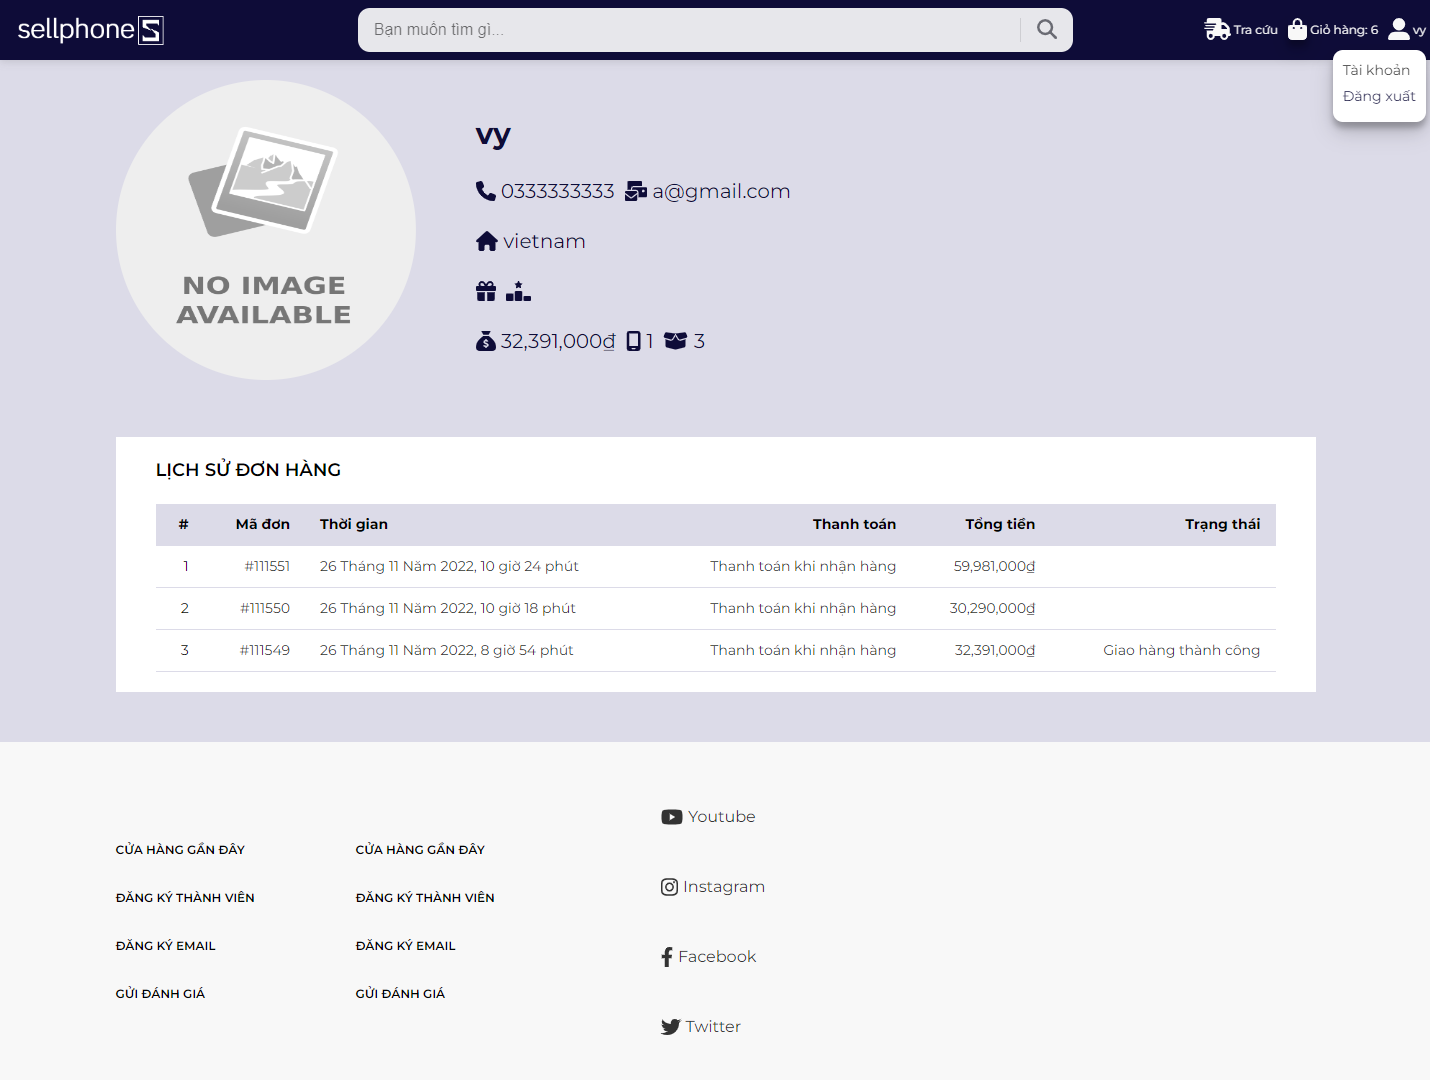 sellphoneS
Bạn muốn tìm gì...
Tra cứu
Giỏ hàng: 6
vy
Tài khoản
Đăng xuất
NO IMAGE
AVAILABLE
vy
0333333333 a@gmail.com
vietnam
32,391,000₫ 1 3
LỊCH SỬ ĐƠN HÀNG
# Mã đơn Thời gian Thanh toán Tổng tiền Trạng thái
1 #111551 26 Tháng 11 Năm 2022, 10 giờ 24 phút Thanh toán khi nhận hàng 59,981,000₫
2 #111550 26 Tháng 11 Năm 2022, 10 giờ 18 phút Thanh toán khi nhận hàng 30,290,000₫
3 #111549 26 Tháng 11 Năm 2022, 8 giờ 54 phút Thanh toán khi nhận hàng 32,391,000₫ Giao hàng thành công
CỬA HÀNG GẦN ĐÂY
ĐĂNG KÝ THÀNH VIÊN
ĐĂNG KÝ EMAIL
GỬI ĐÁNH GIÁ
CỬA HÀNG GẦN ĐÂY
ĐĂNG KÝ THÀNH VIÊN
ĐĂNG KÝ EMAIL
GỬI ĐÁNH GIÁ
Youtube
Instagram
Facebook
Twitter